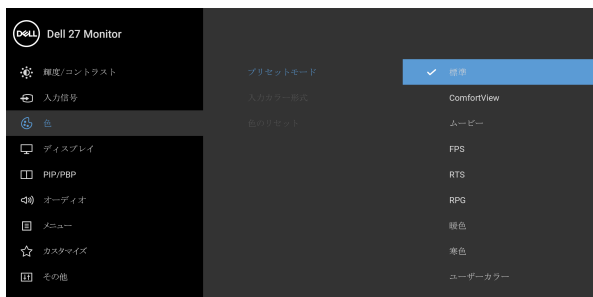 DELL
Dell 27 Monitor
輝度/コントラスト
入力信号
色
ディスプレイ
PIP/PBP
オーディオ
メニュー
カスタマイズ
その他
プリセットモード
入力カラー形式
色のリセット
標準
ComfortView
ムービー
FPS
RTS
RPG
暖色
寒色
ユーザーカラー